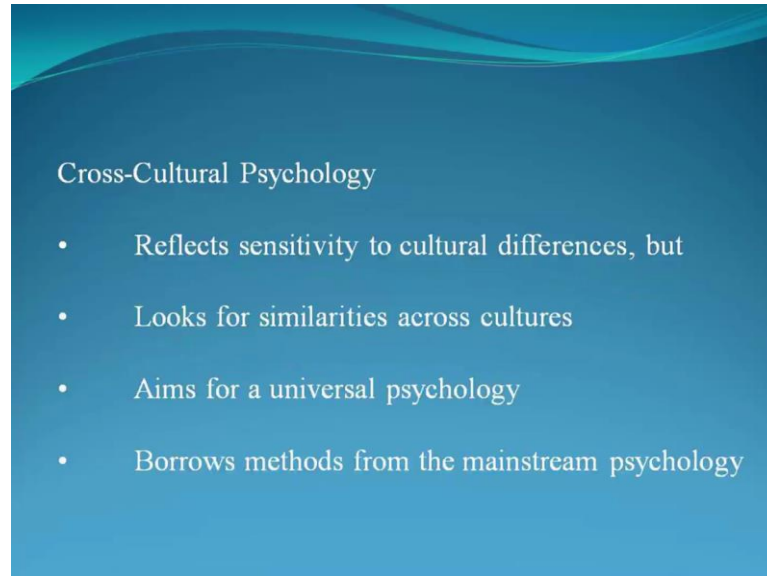 Cross-Cultural Psychology
• Reflects sensitivity to cultural differences, but
• Looks for similarities across cultures
• Aims for a universal psychology
• Borrows methods from the mainstream psychology